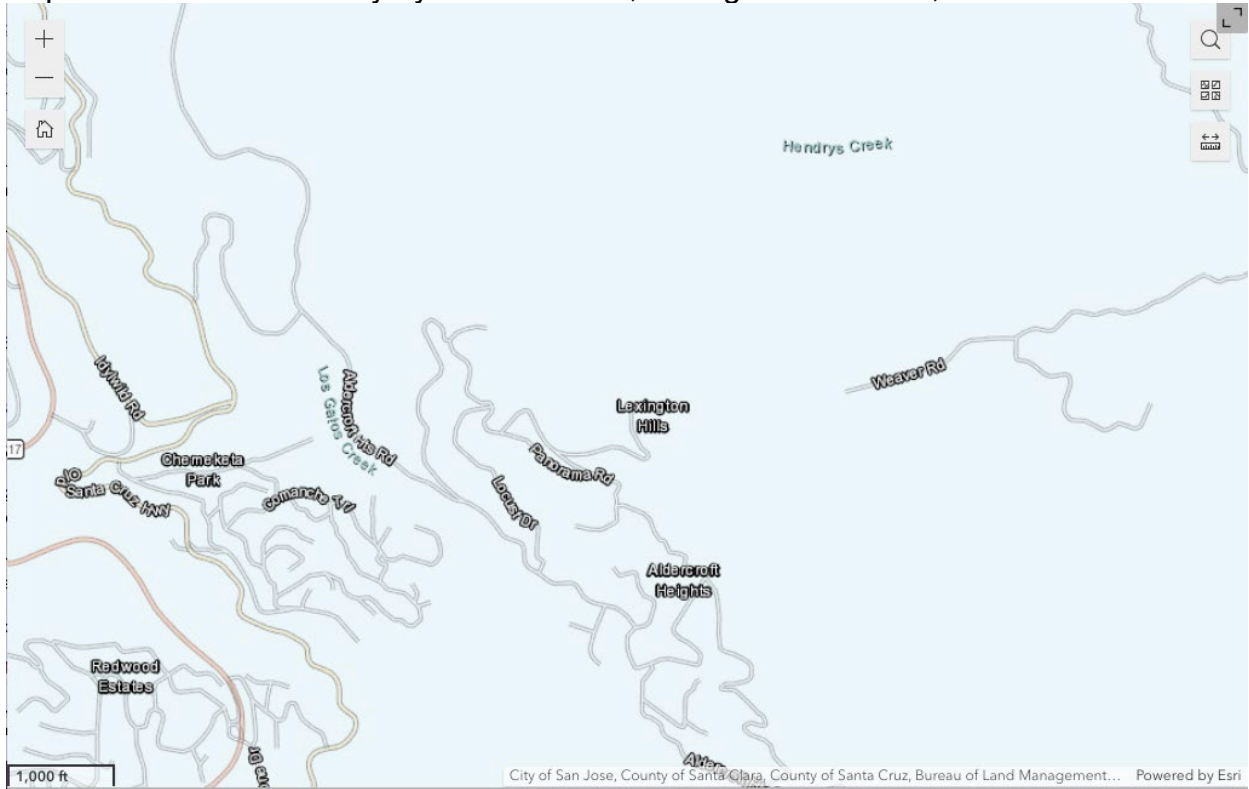 Hendrys Creek
Idylwild Rd
Los Gatos Creek
Aldercroft Hts Rd
Weaver Rd
Lexington
Hills
17
Chemeketa
Park
Panorama Rd
Old
Santa Cruz Hwy
Comanche Trl
Locust Dr
Aldercroft
Heights
Redwood
Estates
1,000 ft
City of San Jose, County of Santa Clara, County of Santa Cruz, Bureau of Land Management...
Powered by Esri